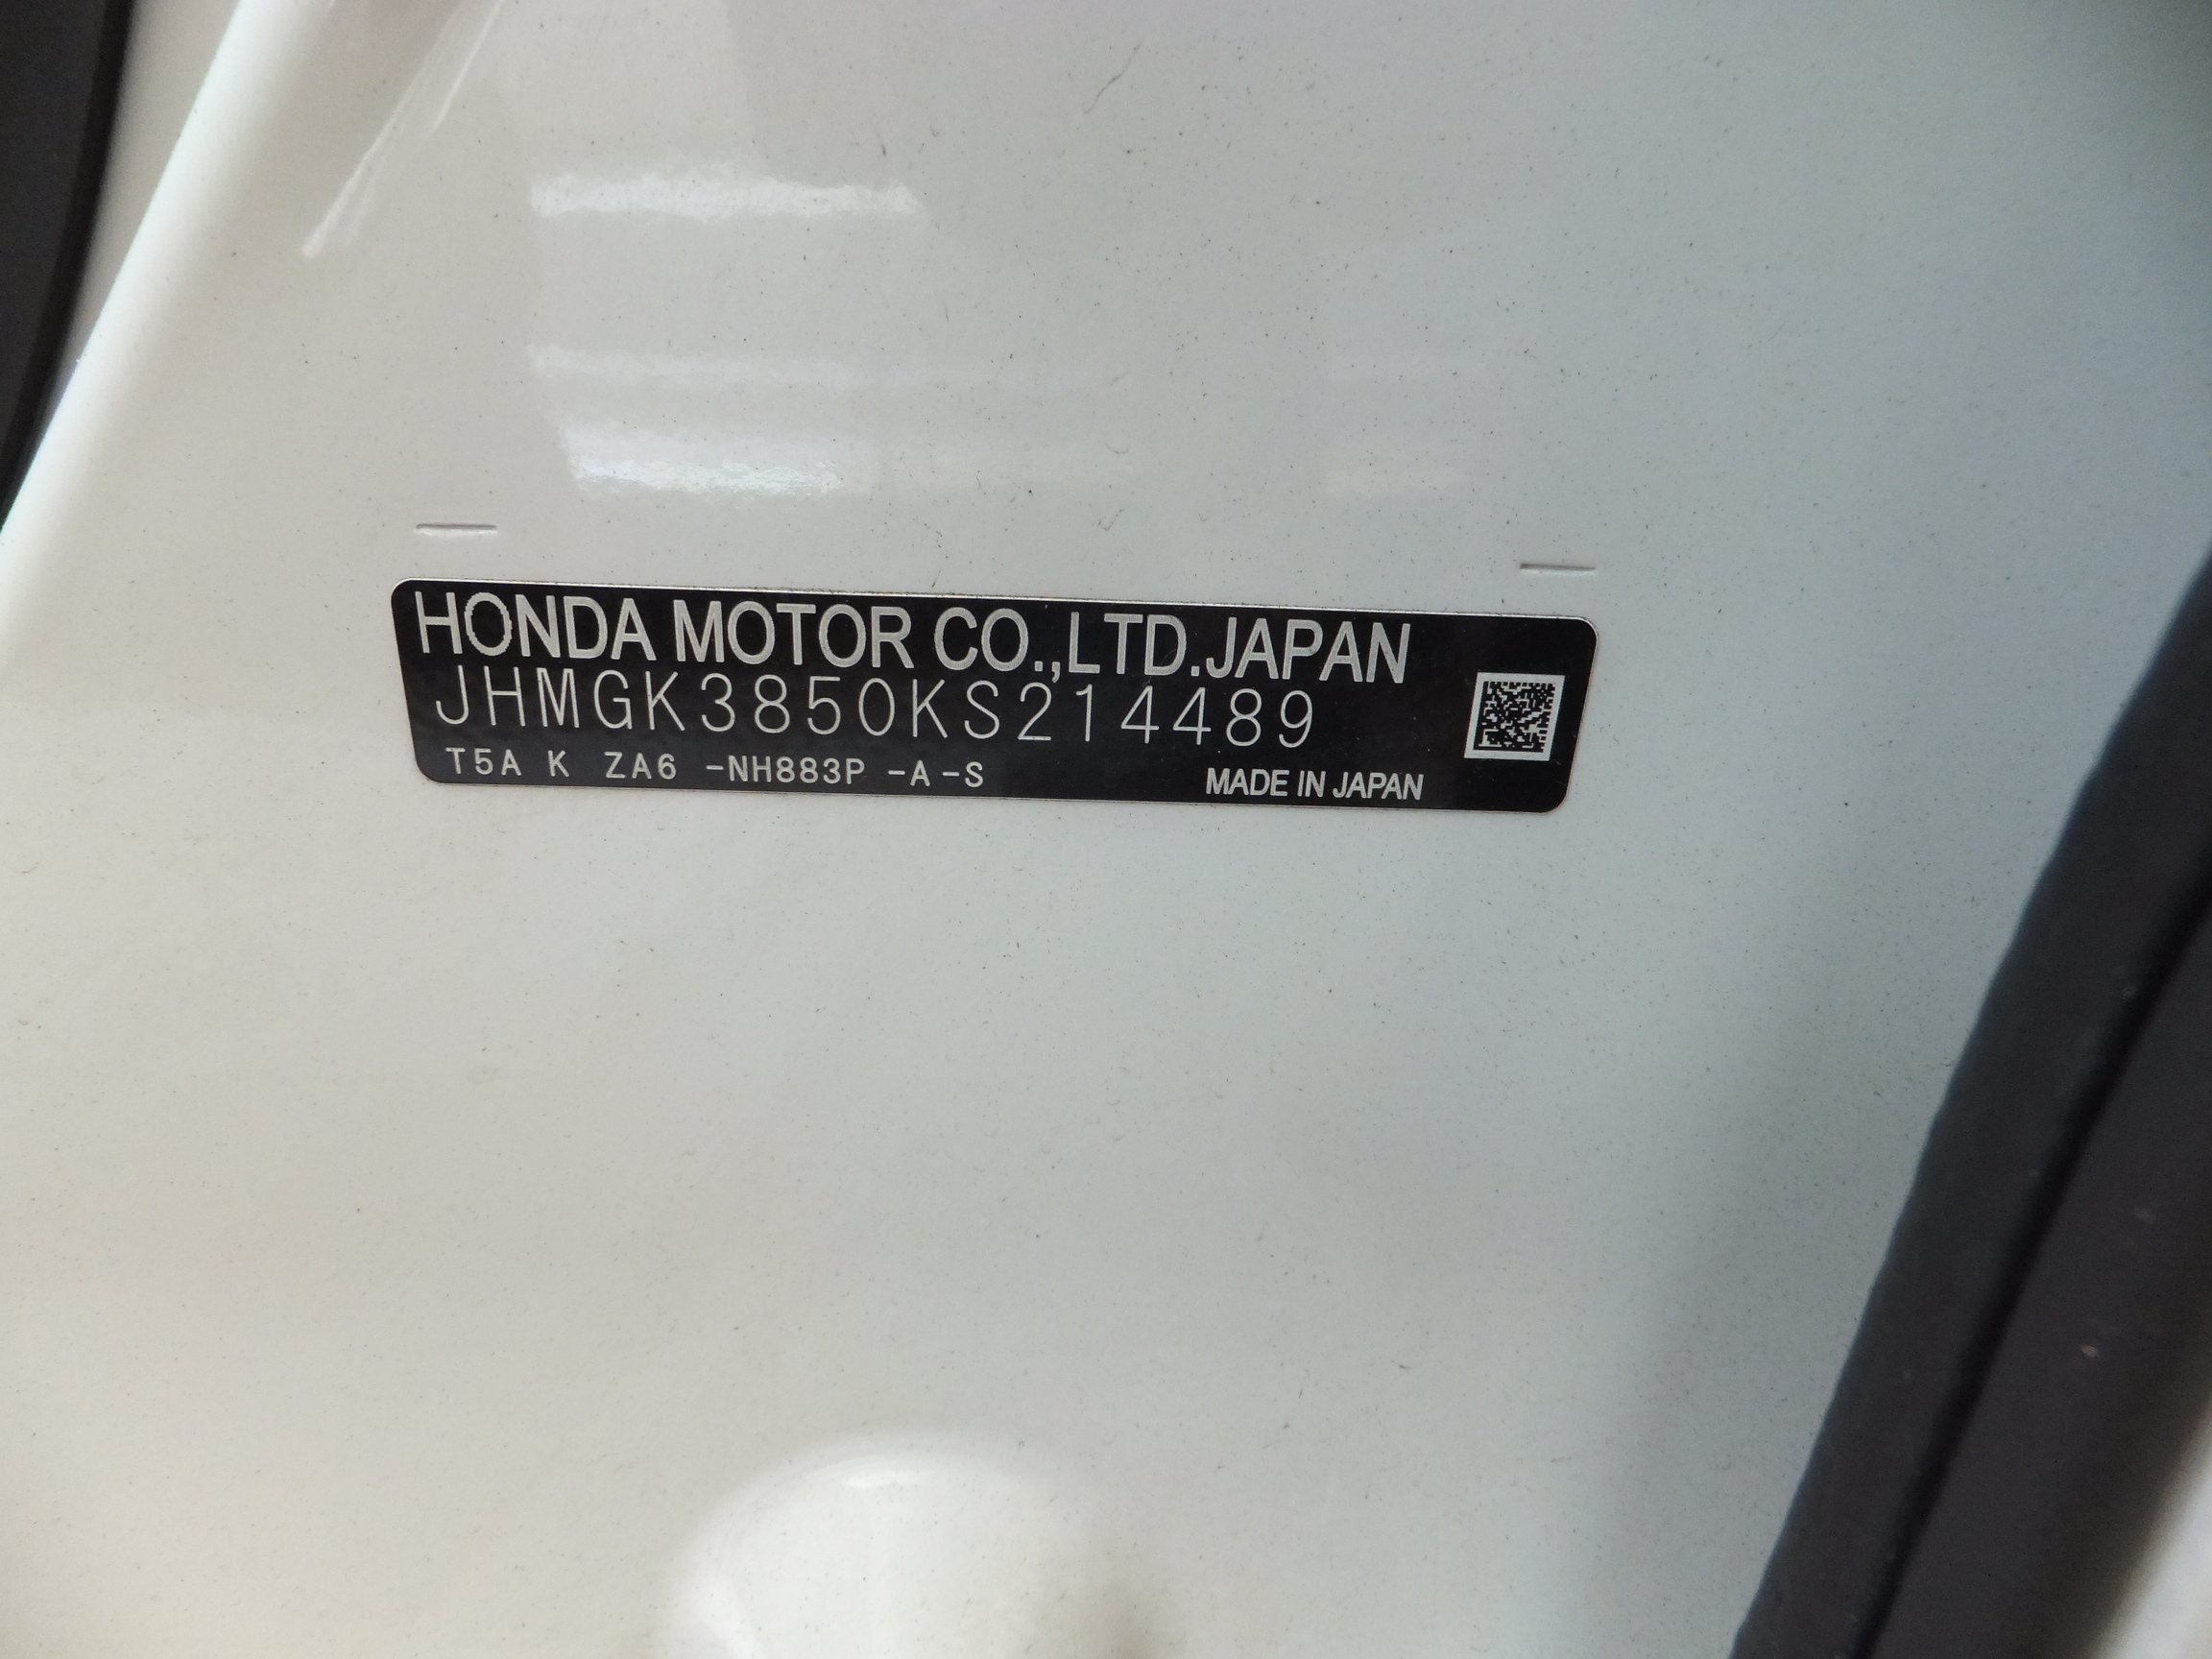 HONDA MOTOR CO.,LTD.JAPAN
JHMGK3850KS214489
T5A K ZA6 -NH883P -A-S
MADE IN JAPAN